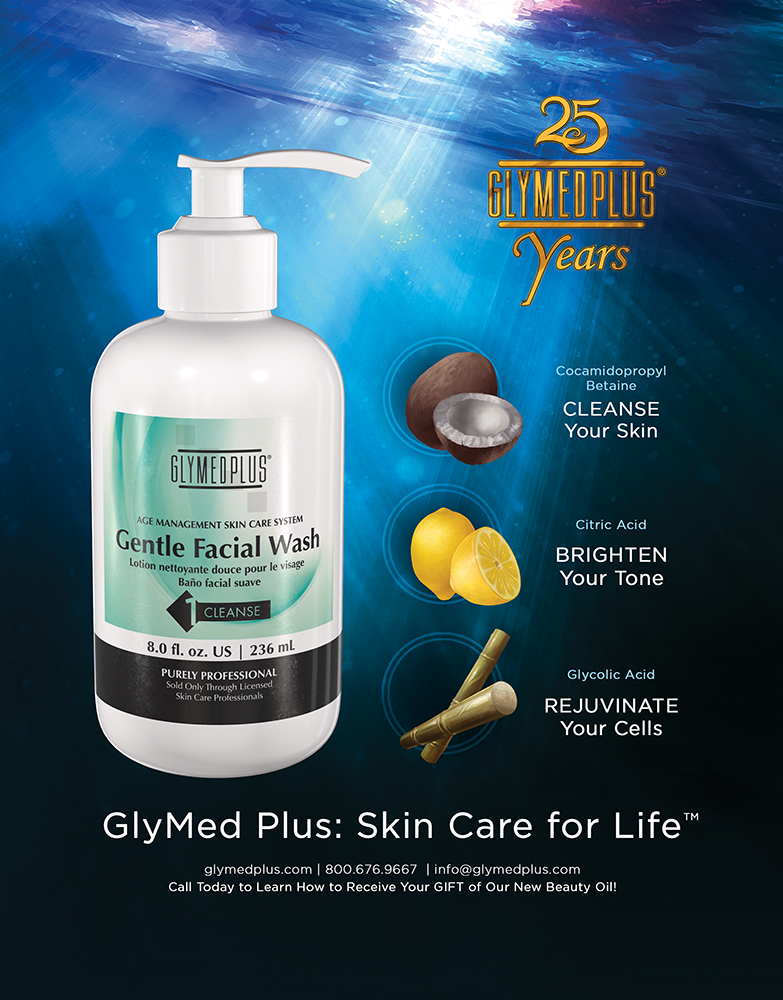 25
GLYMEDPLUS®
Years
Cocamidopropyl
Betaine
CLEANSE
Your Skin
Citric Acid
BRIGHTEN
Your Tone
Glycolic Acid
REJUVINATE
Your Cells
GLYMEDPLUS®
AGE MANAGEMENT SKIN CARE SYSTEM
Gentle Facial Wash
Lotion nettoyante douce pour le visage
Baño facial suave
1 CLEANSE
8.0 fl. oz. US | 236 mL
PURELY PROFESSIONAL
Sold Only Through Licensed
Skin Care Professionals
GlyMed Plus: Skin Care for Life™
glymedplus.com | 800.676.9667 | info@glymedplus.com
Call Today to Learn How to Receive Your GIFT of Our New Beauty Oil!